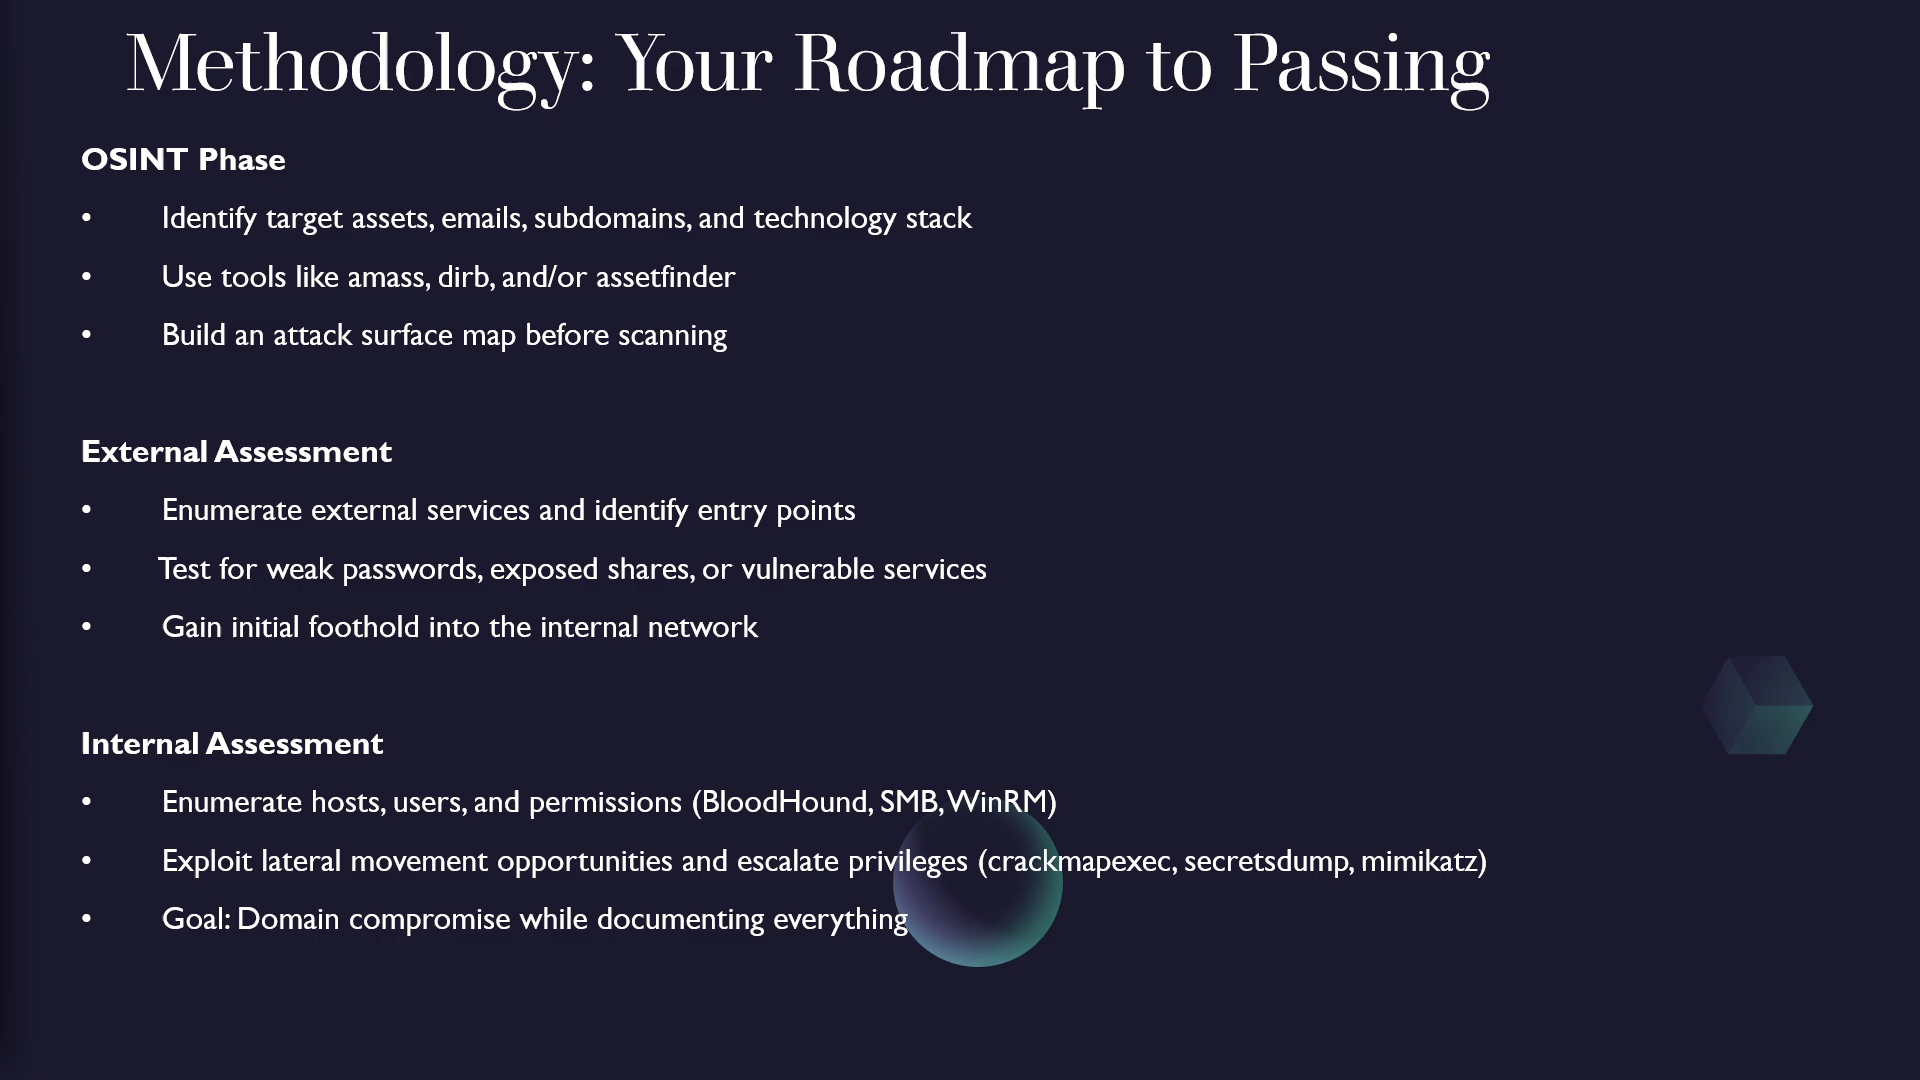 Methodology: Your Roadmap to Passing
OSINT Phase
• Identify target assets, emails, subdomains, and technology stack
• Use tools like amass, dirb, and/or assetfinder
• Build an attack surface map before scanning
External Assessment
• Enumerate external services and identify entry points
• Test for weak passwords, exposed shares, or vulnerable services
• Gain initial foothold into the internal network
Internal Assessment
• Enumerate hosts, users, and permissions (BloodHound, SMB, WinRM)
• Exploit lateral movement opportunities and escalate privileges (crackmapexec, secretsdump, mimikatz)
• Goal: Domain compromise while documenting everything